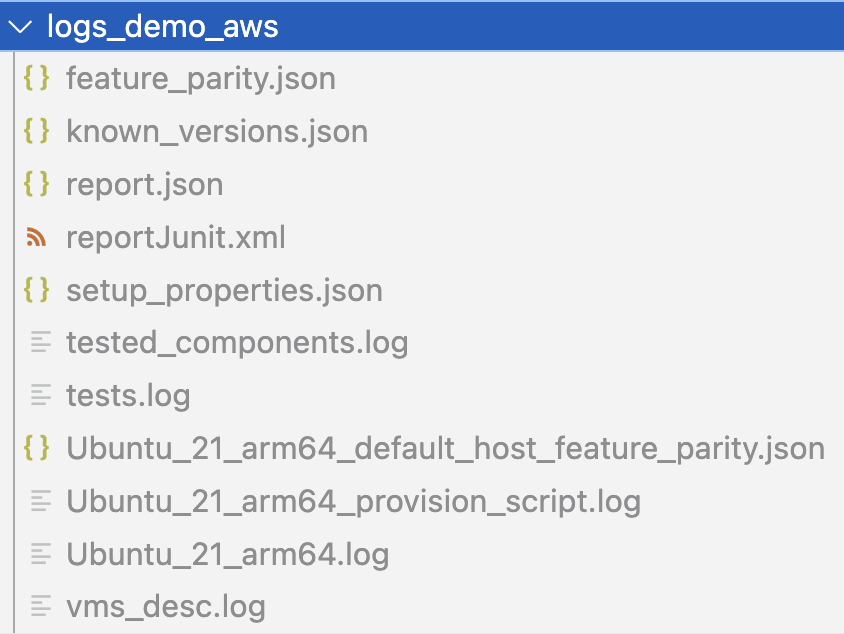 logs_demo_aws
feature_parity.json
known_versions.json
report.json
reportJunit.xml
setup_properties.json
tested_components.log
tests.log
Ubuntu_21_arm64_default_host_feature_parity.json
Ubuntu_21_arm64_provision_script.log
Ubuntu_21_arm64.log
vms_desc.log